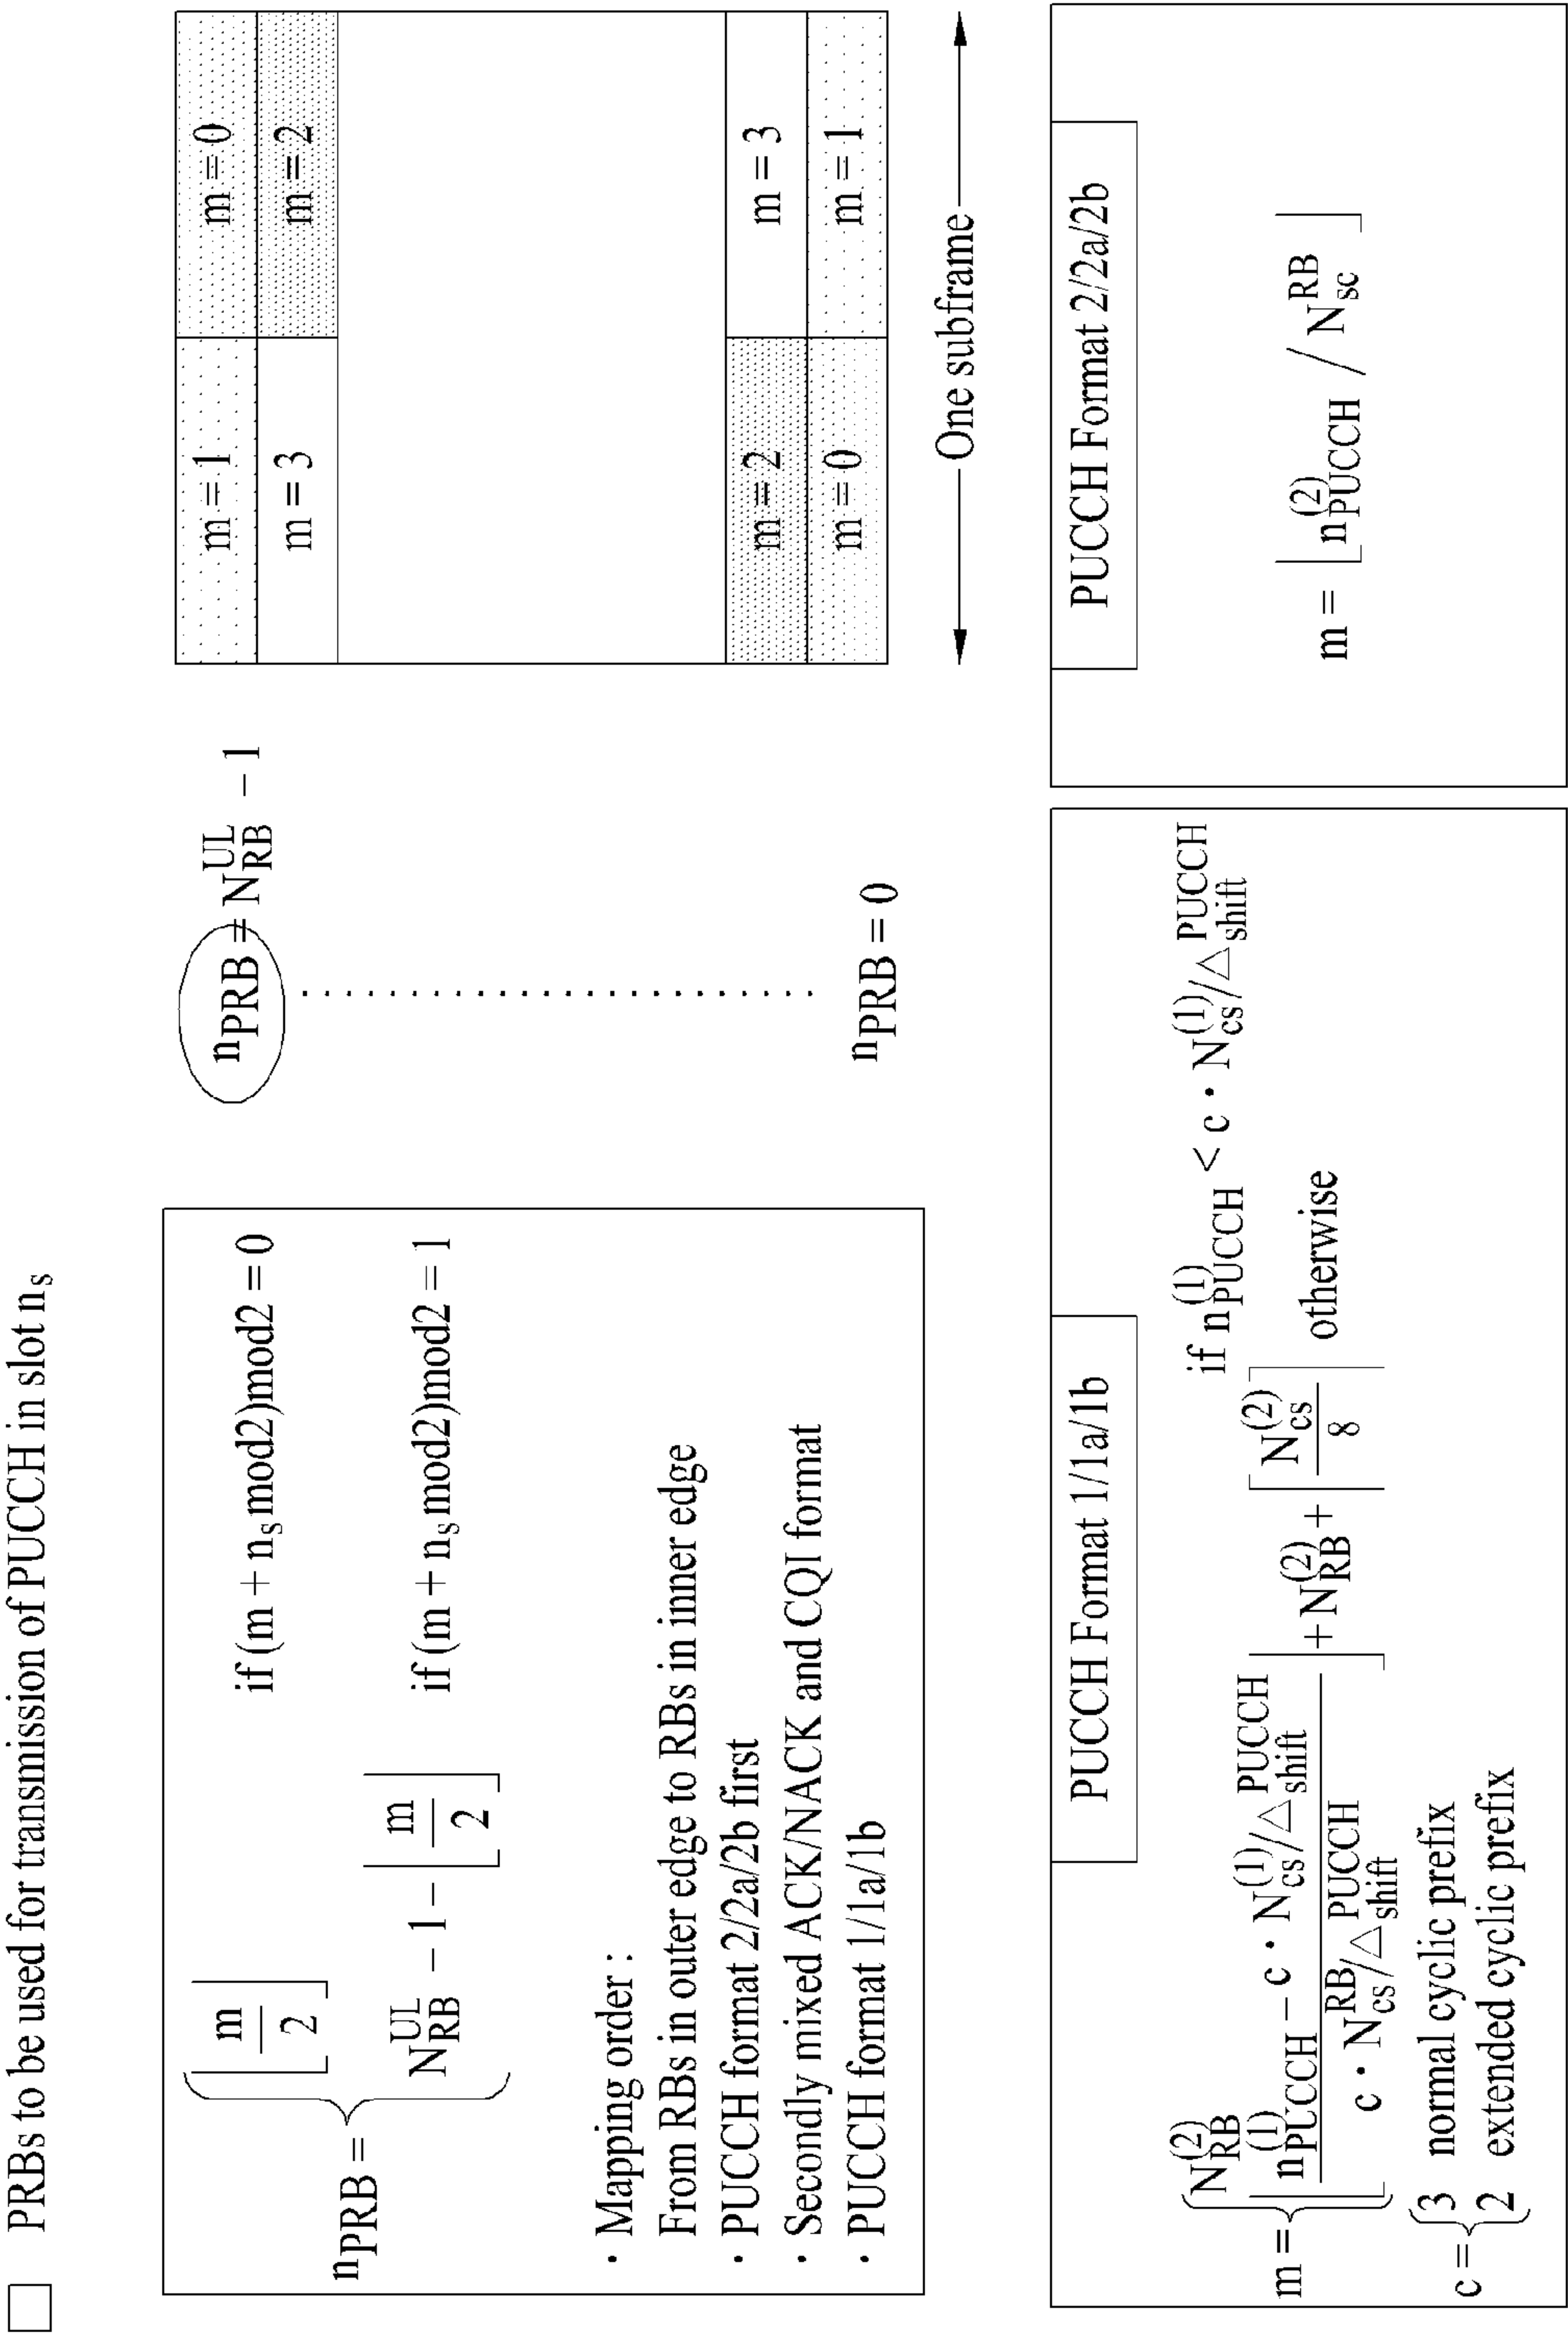 □ PRBs to be used for transmission of PUCCH in slot n_s
n_PRB = { ⌊m/2⌋ if (m + n_s mod2)mod2 = 0
N_RB^UL − 1 − ⌊m/2⌋ if (m + n_s mod2)mod2 = 1
· Mapping order :
From RBs in outer edge to RBs in inner edge
· PUCCH format 2/2a/2b first
· Secondly mixed ACK/NACK and CQI format
· PUCCH format 1/1a/1b
n_PRB = N_RB^UL − 1
n_PRB = 0
m = 1 m = 0
m = 3 m = 2
m = 2 m = 3
m = 0 m = 1
One subframe
PUCCH Format 1/1a/1b
m = { N_RB^(2) if n_PUCCH^(1) < c · N_cs^(1)/△_shift^PUCCH
⌊(n_PUCCH^(1) − c · N_cs^(1)/△_shift^PUCCH) / (c · N_cs^RB/△_shift^PUCCH)⌋ + N_RB^(2) + ⌈N_cs^(2)/8⌉ otherwise
c = { 3 normal cyclic prefix
2 extended cyclic prefix
PUCCH Format 2/2a/2b
m = ⌊n_PUCCH^(2) / N_sc^RB⌋